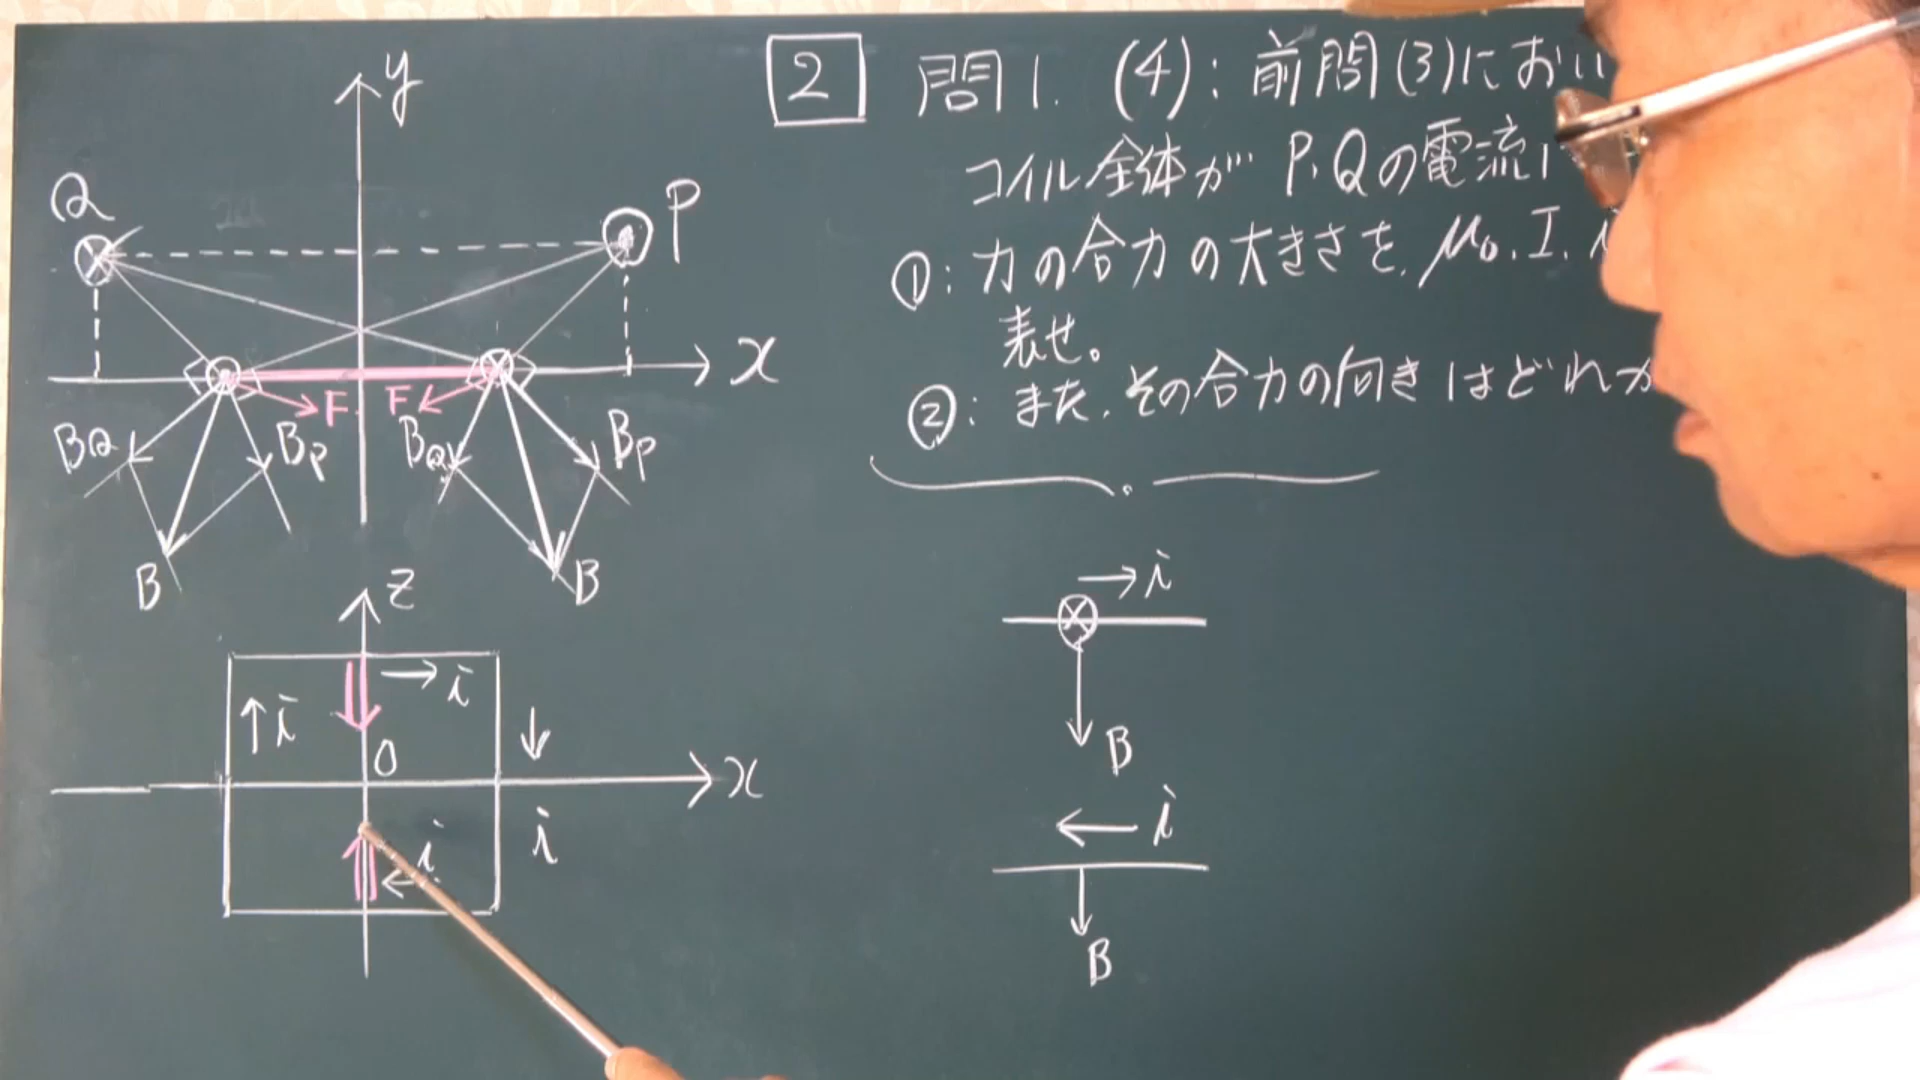 2 問1. (4): 前問(3)におい
コイル全体が P.Qの電流
①: 力の合力の大きさを. μ0. I.
表せ。
②: また.その合力の向きはどれか
y
Q
P
x
F. F
BQ BP BQ BP
B B
z
→i
↑i
↓
O
x
i
←i
→i
B
←i
B